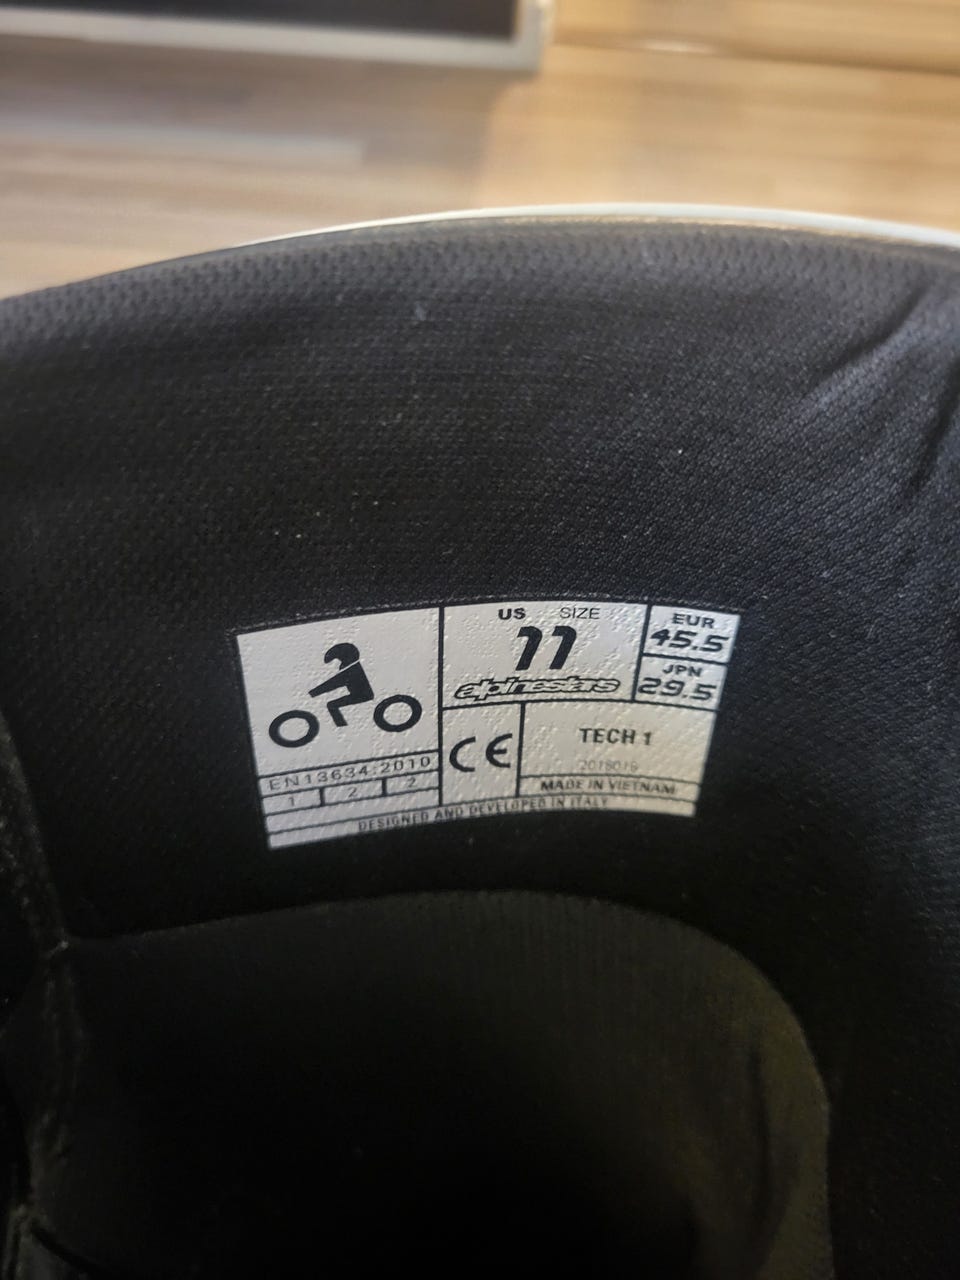 US SIZE
11
alpinestars
EUR
45.5
JPN
29.5
EN13634:2010
1 2 2
CE
TECH 1
MADE IN VIETNAM
DESIGNED AND DEVELOPED IN ITALY